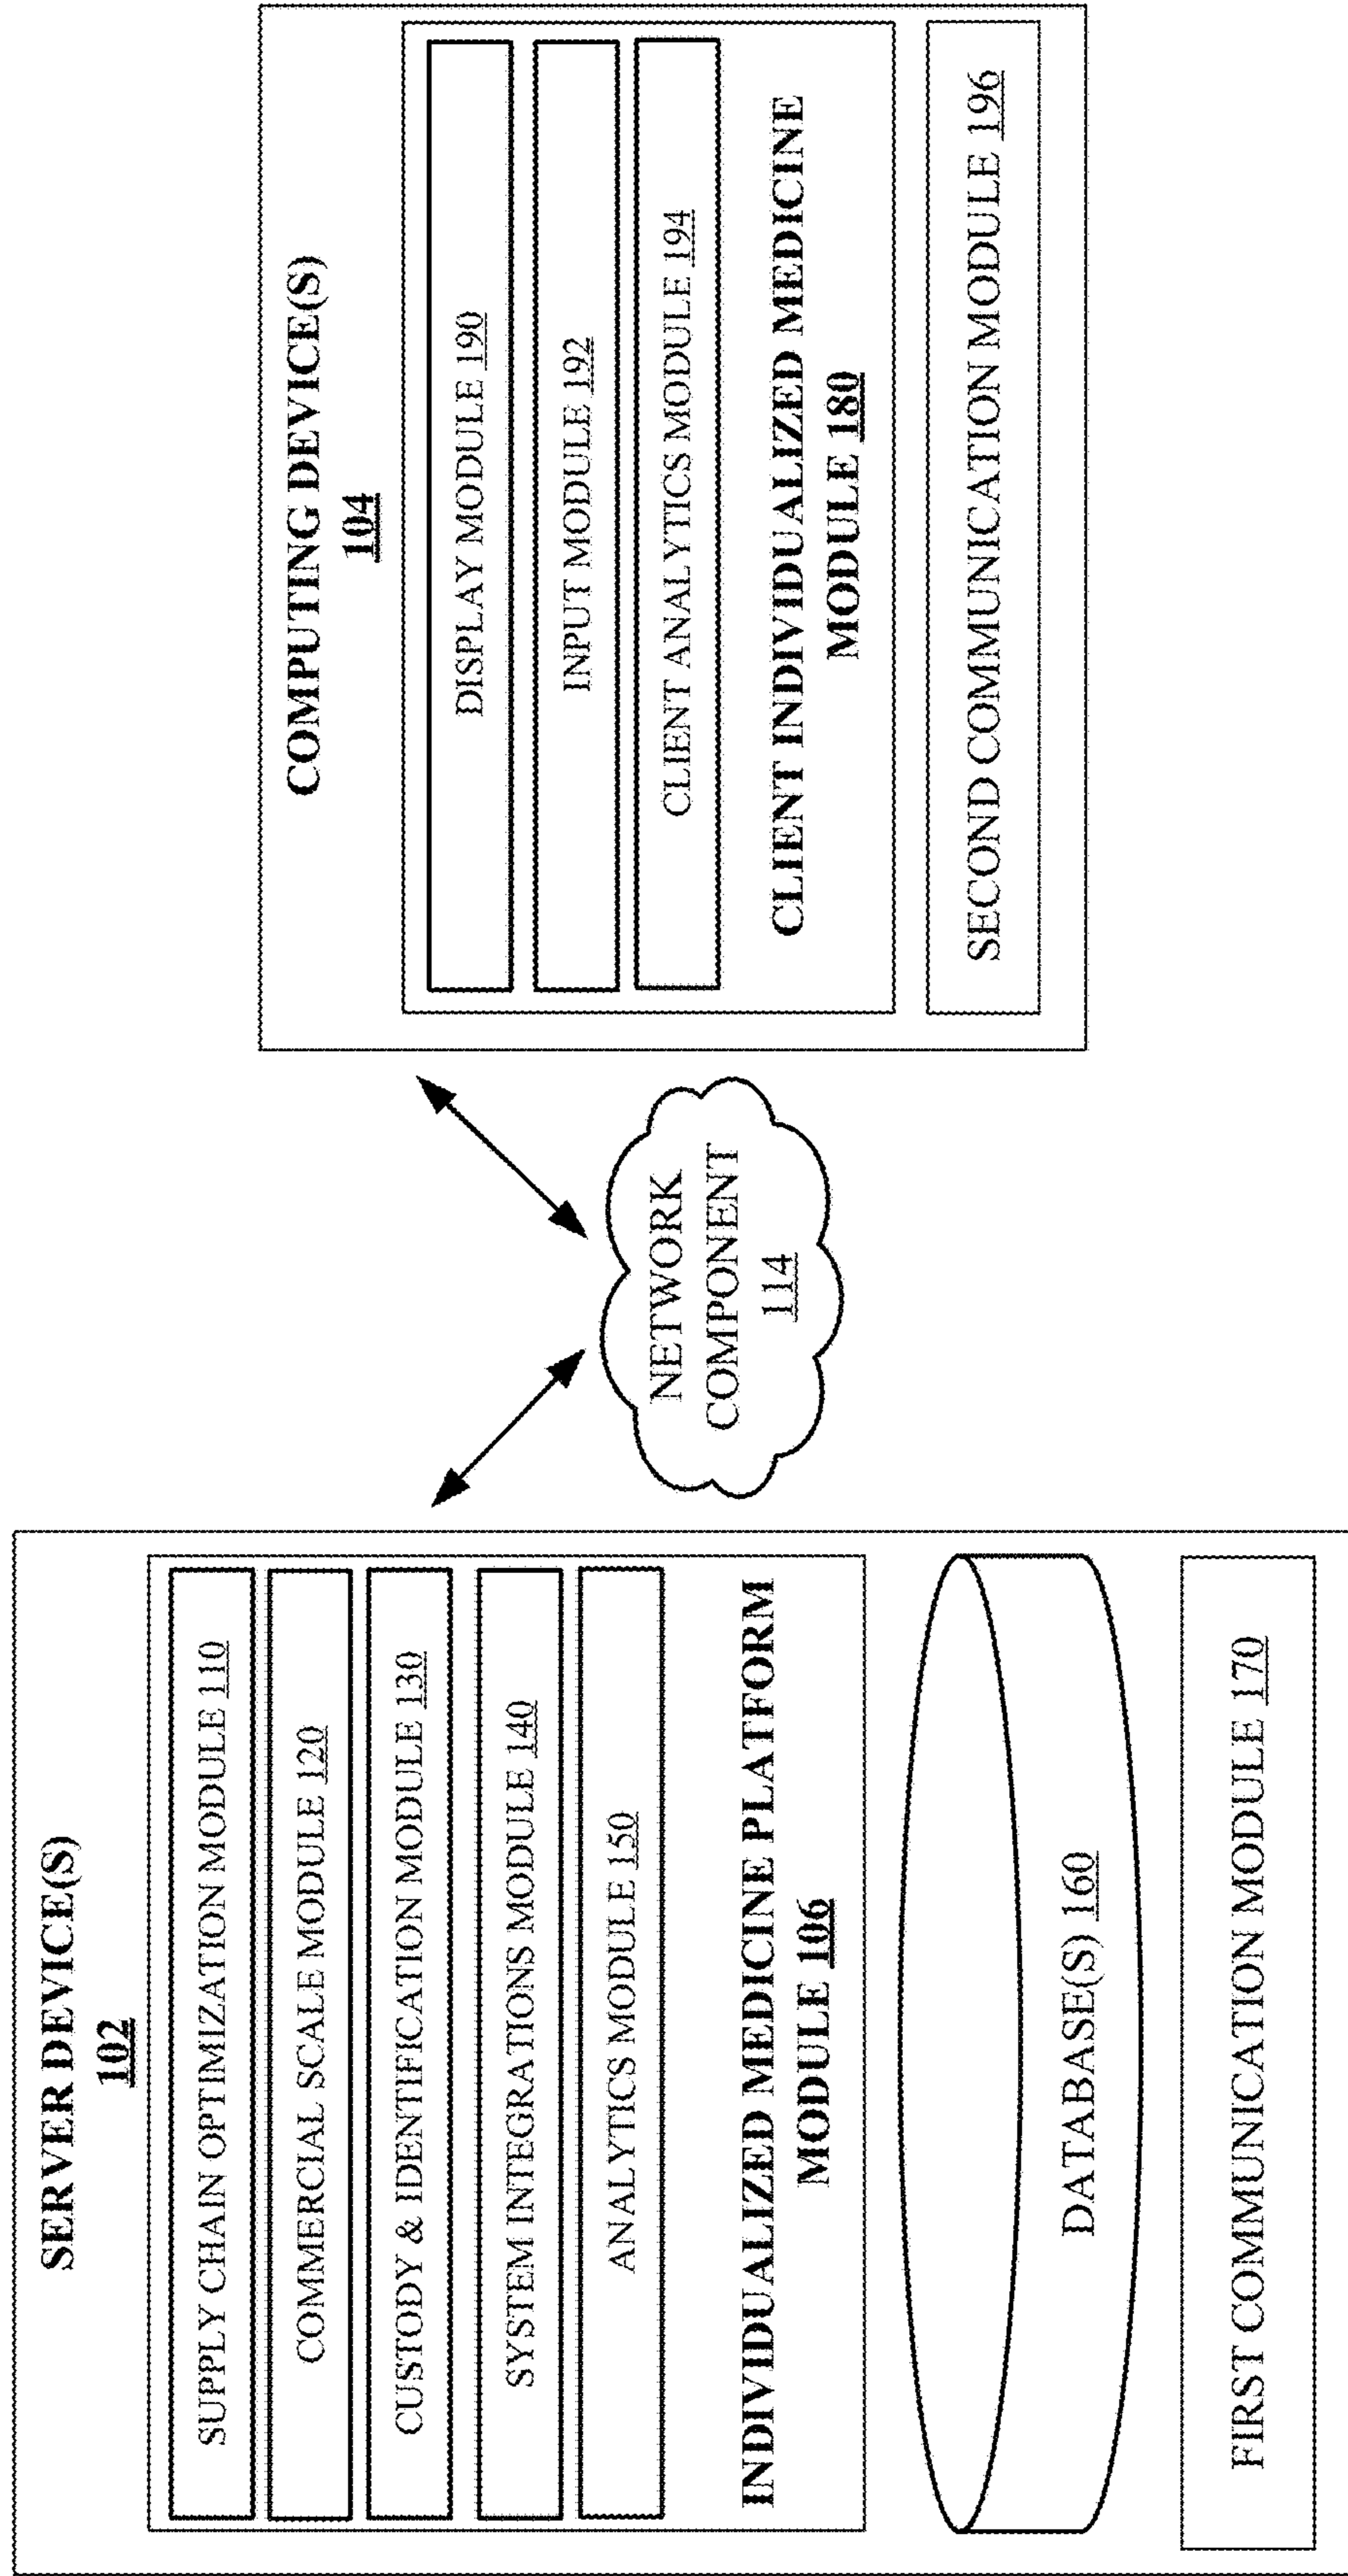 SERVER DEVICE(S)
102
SUPPLY CHAIN OPTIMIZATION MODULE 110
COMMERCIAL SCALE MODULE 120
CUSTODY & IDENTIFICATION MODULE 130
SYSTEM INTEGRATIONS MODULE 140
ANALYTICS MODULE 150
INDIVIDUALIZED MEDICINE PLATFORM
MODULE 106
DATABASE(S) 160
FIRST COMMUNICATION MODULE 170
NETWORK
COMPONENT
114
COMPUTING DEVICE(S)
104
DISPLAY MODULE 190
INPUT MODULE 192
CLIENT ANALYTICS MODULE 194
CLIENT INDIVIDUALIZED MEDICINE
MODULE 180
SECOND COMMUNICATION MODULE 196